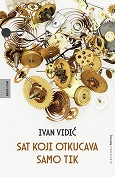 IVAN VIDIĆ
SAT KOJI OTKUCAVA
SAMO TIK